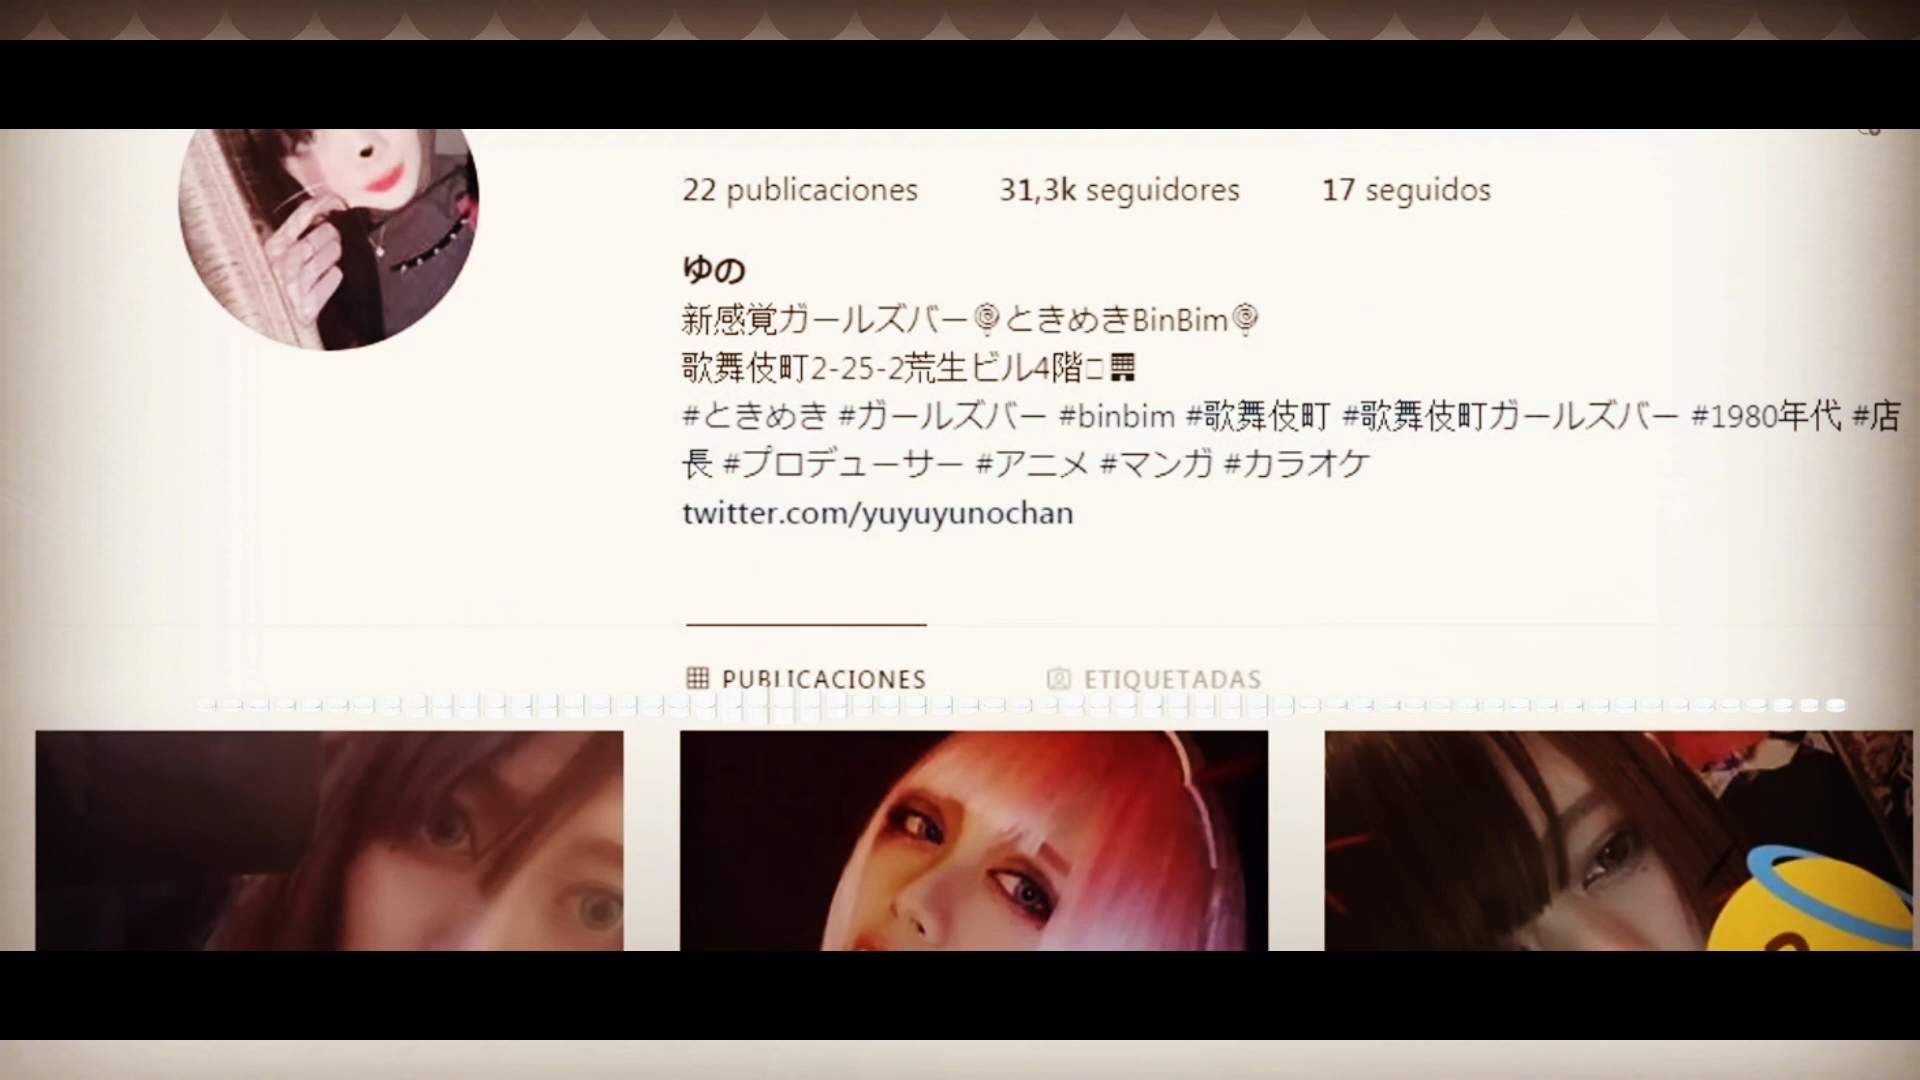 22 publicaciones 31,3k seguidores 17 seguidos
ゆの
新感覚ガールズバー🍭ときめきBinBim🍭
歌舞伎町2-25-2荒生ビル4階□🏢
#ときめき #ガールズバー #binbim #歌舞伎町 #歌舞伎町ガールズバー #1980年代 #店
長 #プロデューサー #アニメ #マンガ #カラオケ
twitter.com/yuyuyunochan
PUBLICACIONES ETIQUETADAS